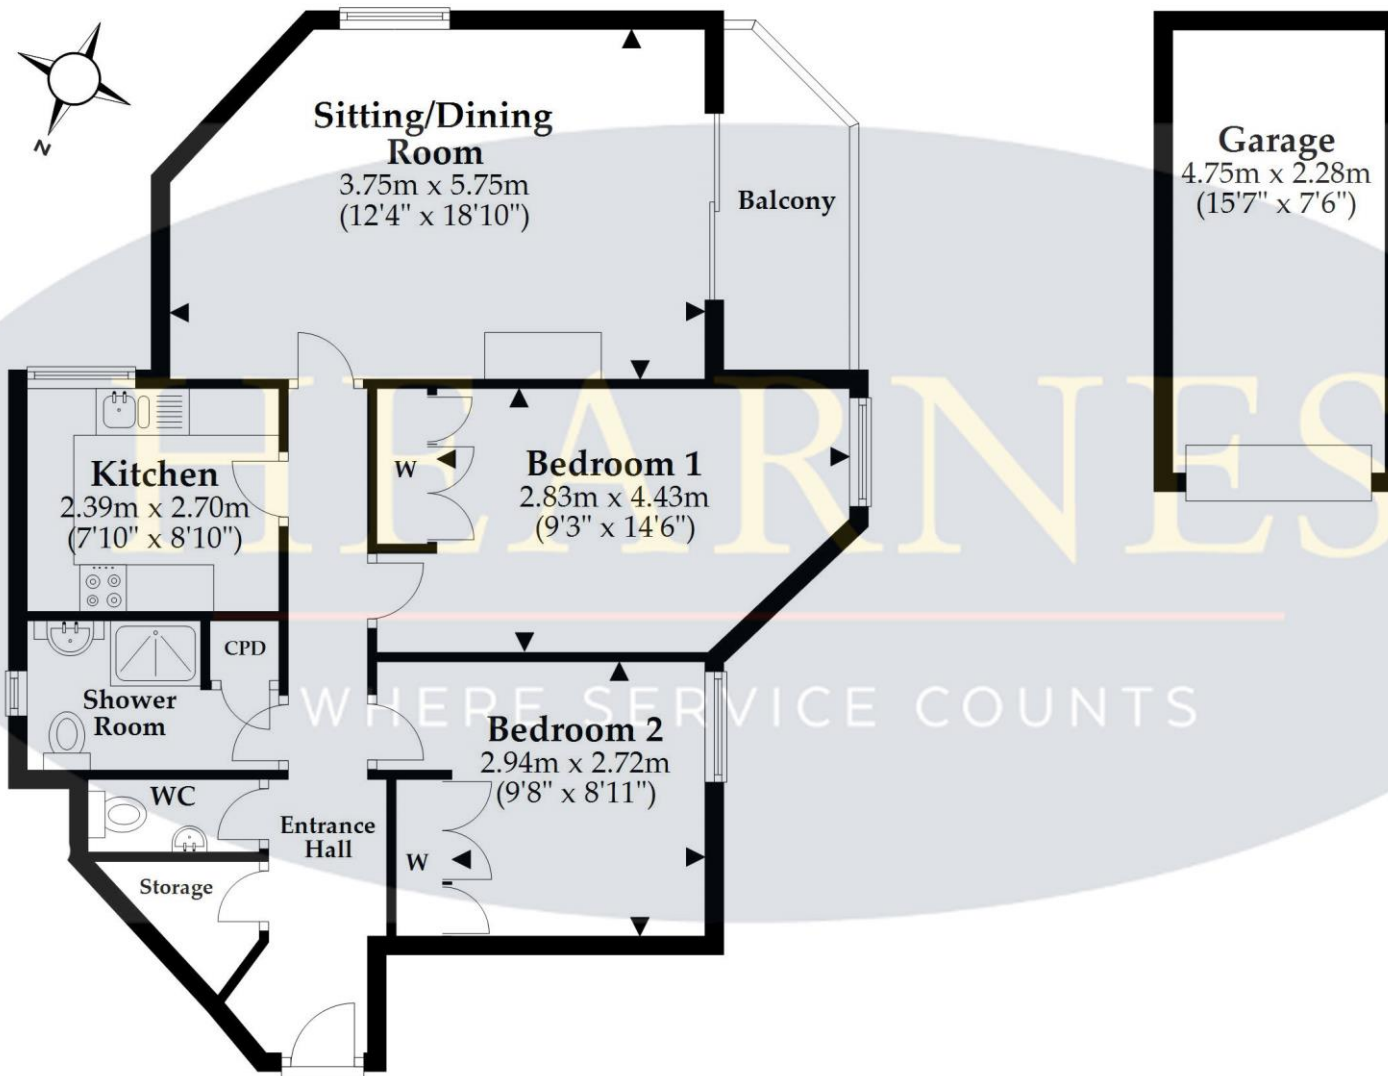 N
Sitting/Dining
Room
3.75m x 5.75m
(12'4" x 18'10")
Balcony
Garage
4.75m x 2.28m
(15'7" x 7'6")
HEARNES
Kitchen
2.39m x 2.70m
(7'10" x 8'10")
W
Bedroom 1
2.83m x 4.43m
(9'3" x 14'6")
CPD
Shower
Room
WHERE SERVICE COUNTS
Bedroom 2
2.94m x 2.72m
(9'8" x 8'11")
WC
Entrance
Hall
W
Storage